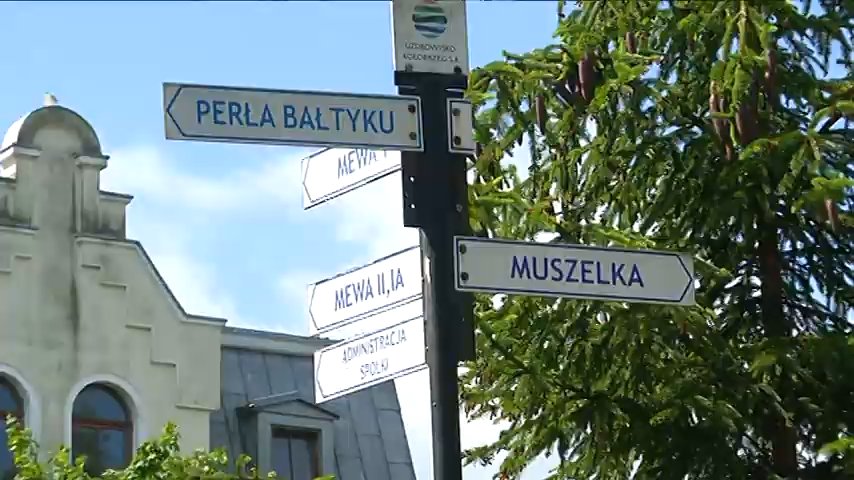 UZDROWISKO
KOŁOBRZEG S.A.
PERŁA BAŁTYKU
MEWA
MUSZELKA
MEWA II, IA
ADMINISTRACJA
SPÓŁKI